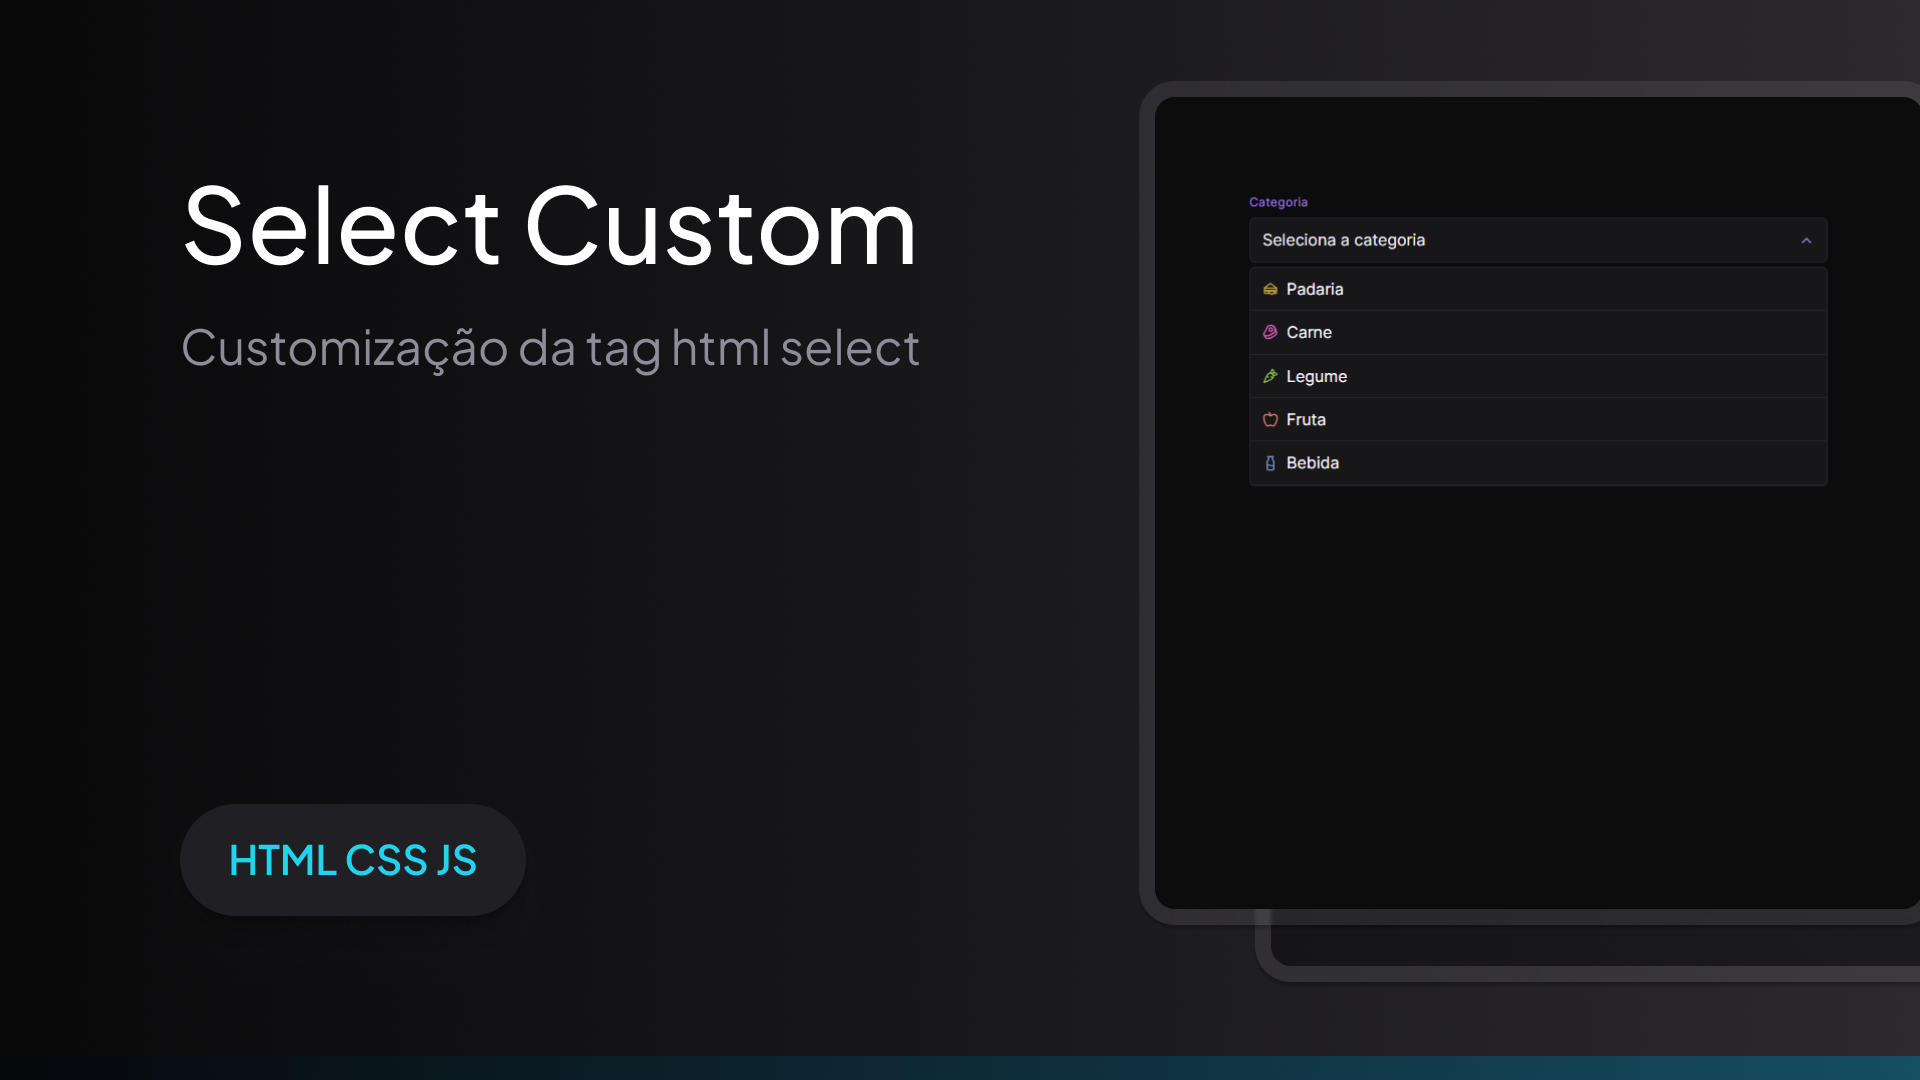 Select Custom
Customização da tag html select
HTML CSS JS
Categoria
Seleciona a categoria
Padaria
Carne
Legume
Fruta
Bebida